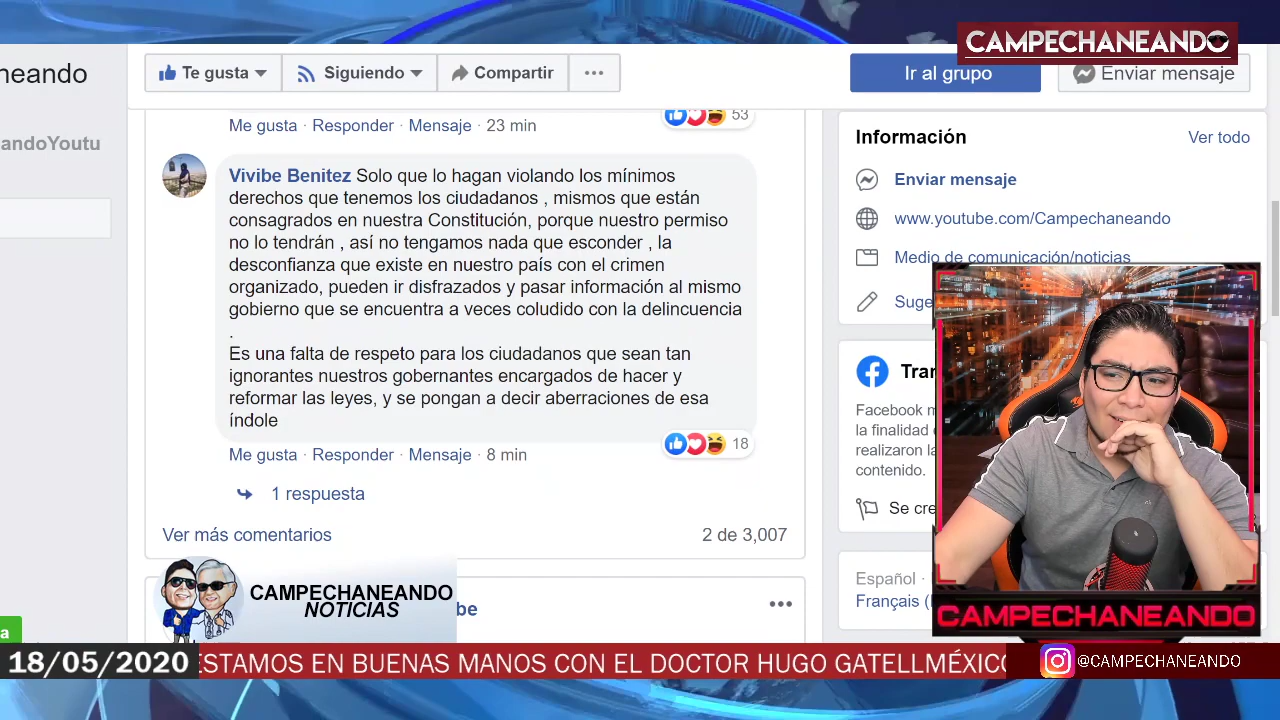 CAMPECHANEANDO
neando
Te gusta
Siguiendo
Compartir
Ir al grupo
Enviar mensaje
andoYoutu
53
Me gusta · Responder · Mensaje · 23 min
Vivibe Benitez Solo que lo hagan violando los mínimos
derechos que tenemos los ciudadanos , mismos que están
consagrados en nuestra Constitución, porque nuestro permiso
no lo tendrán , así no tengamos nada que esconder , la
desconfianza que existe en nuestro país con el crimen
organizado, pueden ir disfrazados y pasar información al mismo
gobierno que se encuentra a veces coludido con la delincuencia
.
Es una falta de respeto para los ciudadanos que sean tan
ignorantes nuestros gobernantes encargados de hacer y
reformar las leyes, y se pongan a decir aberraciones de esa
índole
18
Me gusta · Responder · Mensaje · 8 min
1 respuesta
Ver más comentarios
2 de 3,007
Información
Ver todo
Enviar mensaje
www.youtube.com/Campechaneando
Medio de comunicación/noticias
Suge
Tran
Facebook m
la finalidad
realizaron la
contenido.
Se cre
Español ·
Français (
CAMPECHANEANDO
NOTICIAS
be
a
CAMPECHANEANDO
18/05/2020
ESTAMOS EN BUENAS MANOS CON EL DOCTOR HUGO GATELLMÉXICO
@CAMPECHANEANDO